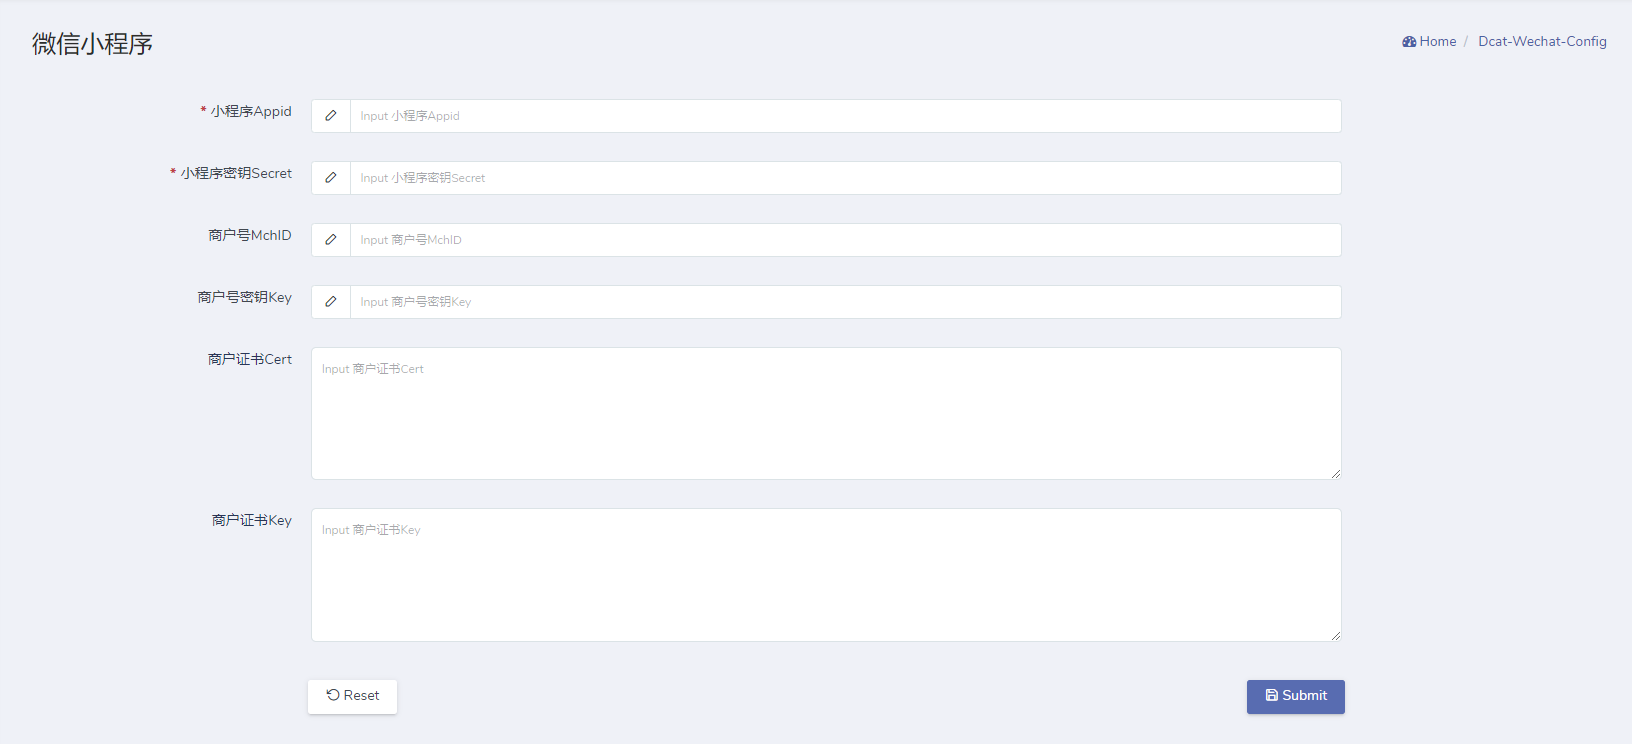 微信小程序
Home / Dcat-Wechat-Config
* 小程序Appid
Input 小程序Appid
* 小程序密钥Secret
Input 小程序密钥Secret
商户号MchID
Input 商户号MchID
商户号密钥Key
Input 商户号密钥Key
商户证书Cert
Input 商户证书Cert
商户证书Key
Input 商户证书Key
Reset
Submit